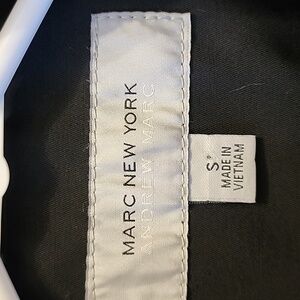 MARC NEW YORK
ANDREW MARC
S*
MADE IN
VIETNAM